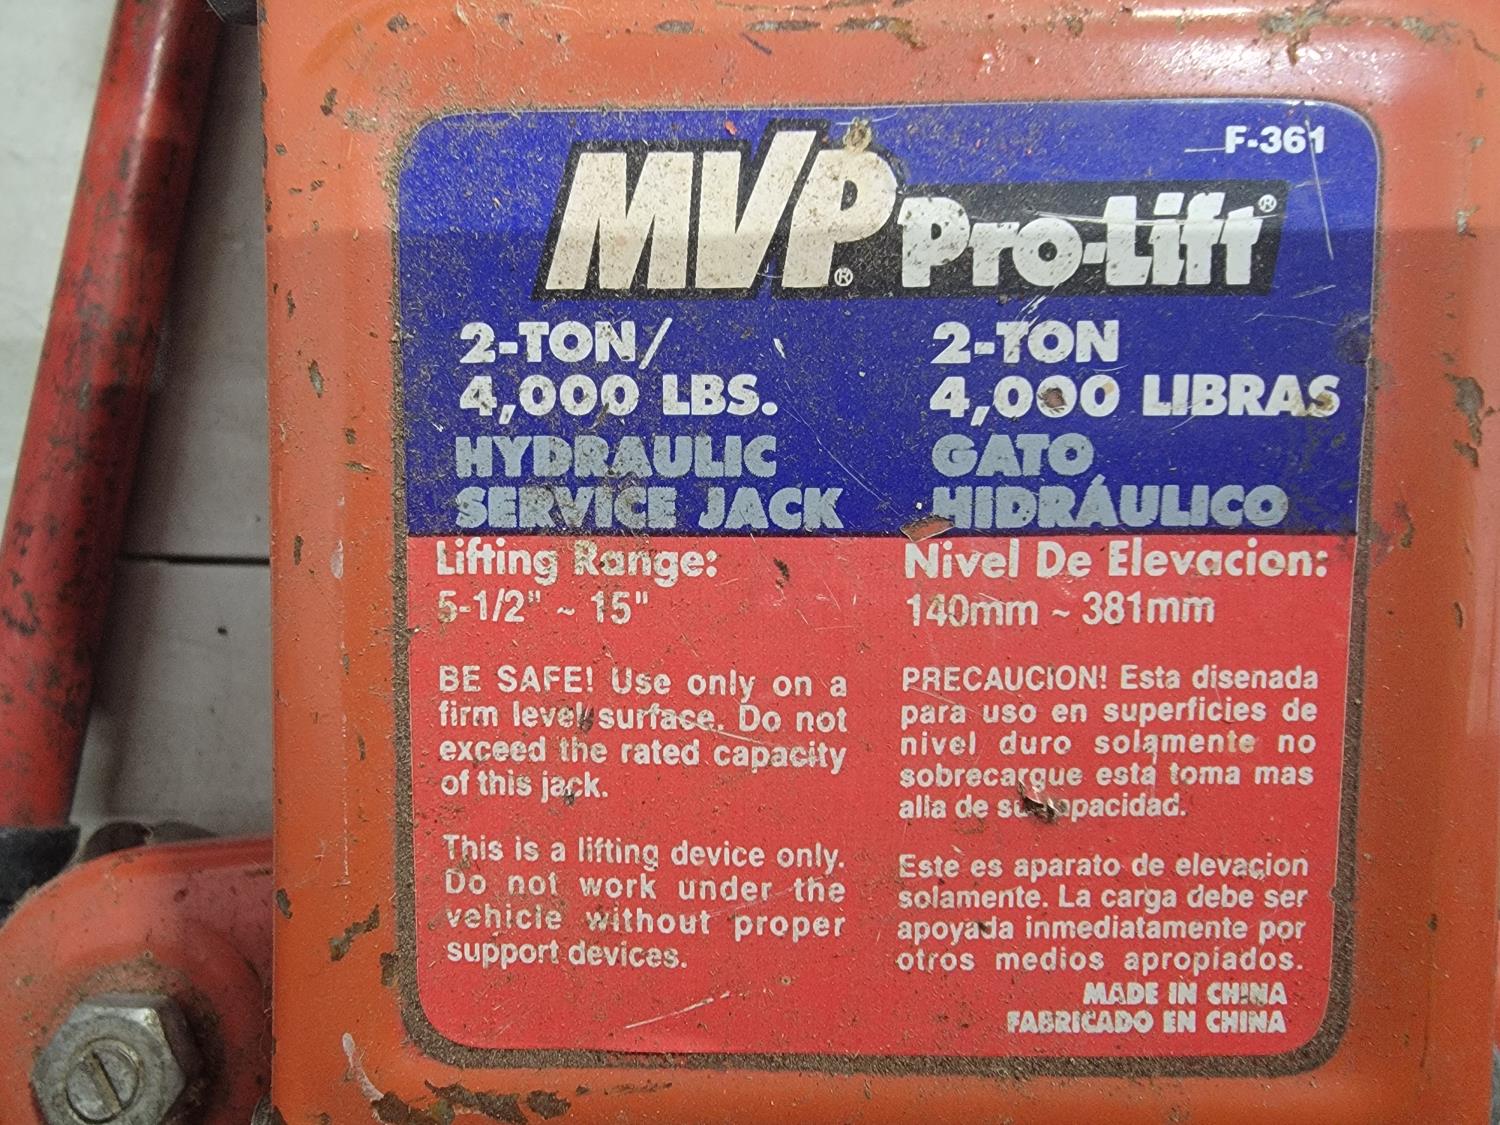 F-361
MVP® Pro-Lift®
2-TON/
4,000 LBS.
HYDRAULIC
SERVICE JACK
2-TON
4,000 LIBRAS
GATO
HIDRÁULICO
Lifting Range:
5-1/2" ~ 15"
BE SAFE! Use only on a
firm level surface. Do not
exceed the rated capacity
of this jack.
This is a lifting device only.
Do not work under the
vehicle without proper
support devices.
Nivel De Elevacion:
140mm ~ 381mm
PRECAUCION! Esta disenada
para uso en superficies de
nivel duro solamente no
sobrecargue esta toma mas
alla de su capacidad.
Este es aparato de elevacion
solamente. La carga debe ser
apoyada inmediatamente por
otros medios apropiados.
MADE IN CHINA
FABRICADO EN CHINA